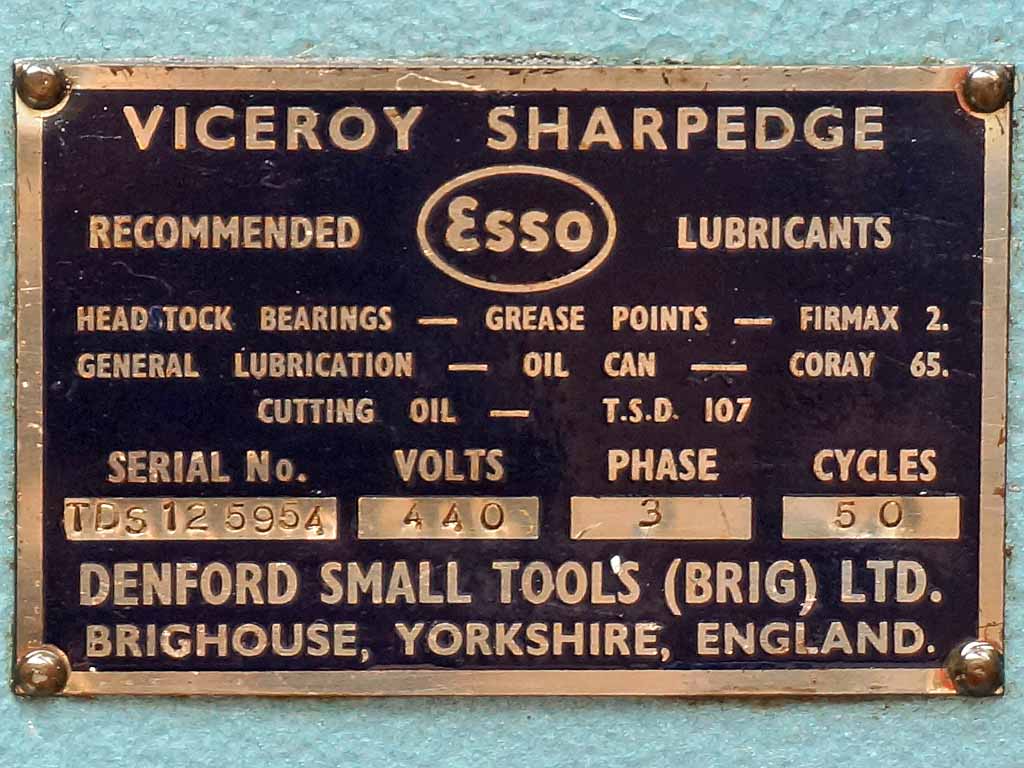 VICEROY SHARPEDGE
RECOMMENDED Esso LUBRICANTS
HEADSTOCK BEARINGS — GREASE POINTS — FIRMAX 2.
GENERAL LUBRICATION — OIL CAN — CORAY 65.
CUTTING OIL — T.S.D. 107
SERIAL No. VOLTS PHASE CYCLES
TDS 12 5954 440 3 50
DENFORD SMALL TOOLS (BRIG) LTD.
BRIGHOUSE, YORKSHIRE, ENGLAND.